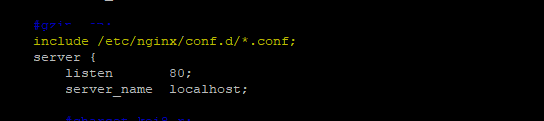 include /etc/nginx/conf.d/*.conf;
server {
listen 80;
server_name localhost;